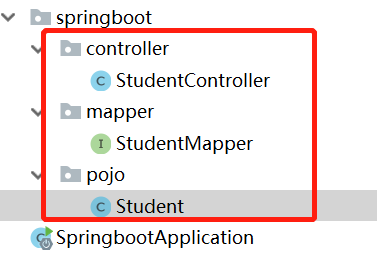 springboot
controller
C StudentController
mapper
I StudentMapper
pojo
C Student
SpringbootApplication